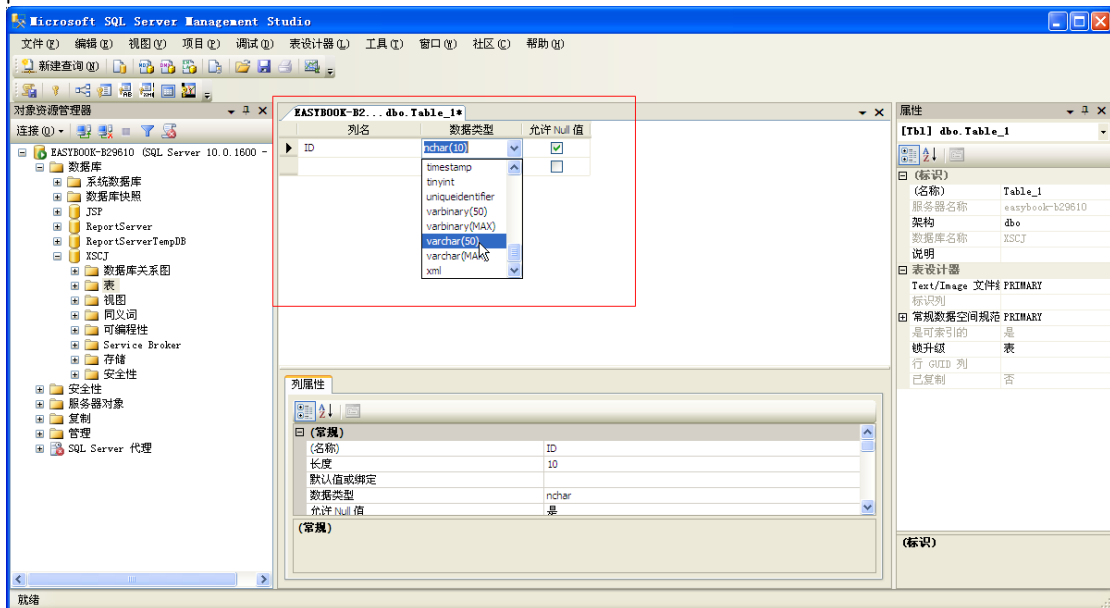 Microsoft SQL Server Management Studio
文件(F) 编辑(E) 视图(V) 项目(P) 调试(D) 表设计器(L) 工具(T) 窗口(W) 社区(C) 帮助(H)
新建查询(N)
对象资源管理器
连接(O)
EASYBOOK-B29610 (SQL Server 10.0.1600 -
数据库
系统数据库
数据库快照
JSP
ReportServer
ReportServerTempDB
XSCJ
数据库关系图
表
视图
同义词
可编程性
Service Broker
存储
安全性
安全性
服务器对象
复制
管理
SQL Server 代理
EASYBOOK-B2...dbo.Table_1*
列名 数据类型 允许 Null 值
ID nchar(10)
timestamp
tinyint
uniqueidentifier
varbinary(50)
varbinary(MAX)
varchar(50)
varchar(MAX)
xml
列属性
(常规)
(名称) ID
长度 10
默认值或绑定
数据类型 nchar
允许 Null 值 是
(常规)
属性
[Tbl] dbo.Table_1
(标识)
(名称) Table_1
服务器名称 easybook-b29610
架构 dbo
数据库名称 XSCJ
说明
表设计器
Text/Image 文件 PRIMARY
标识列
常规数据空间规范 PRIMARY
是可索引的 是
锁升级 表
行 GUID 列
已复制 否
(标识)
就绪